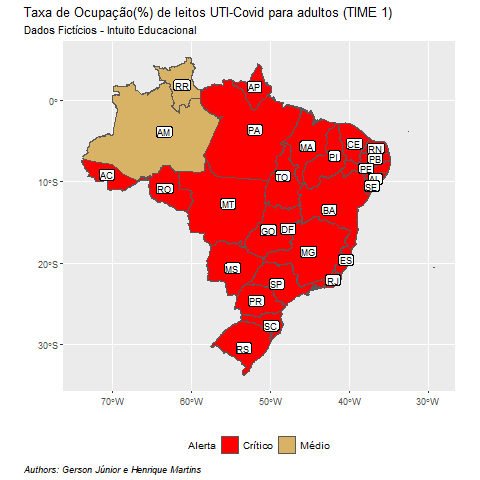 Taxa de Ocupação(%) de leitos UTI-Covid para adultos (TIME 1)
Dados Fictícios - Intuito Educacional
RR
AP
0°
AM
PA
MA
CE
RN
PI
PB
PE
AC
TO
AL
10°S
RO
SE
MT
BA
GO
DF
MG
ES
20°S
MS
SP
RJ
PR
SC
30°S
RS
70°W
60°W
50°W
40°W
30°W
Alerta
Crítico
Médio
Authors: Gerson Júnior e Henrique Martins